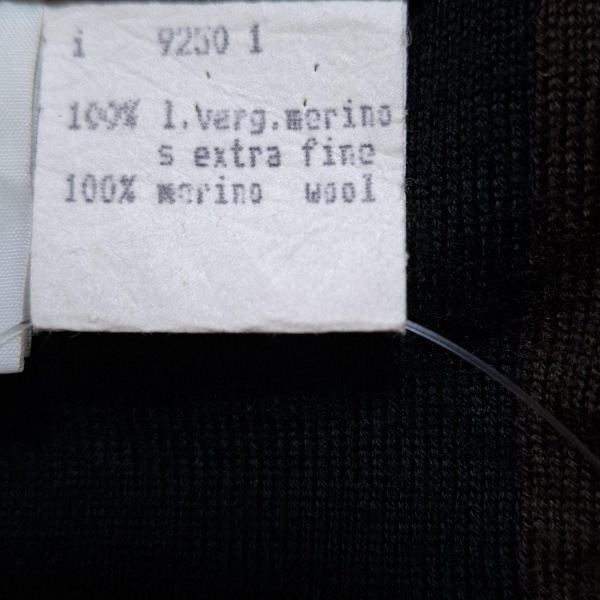 i 9250 1
100% l.verg.merino
s extra fine
100% merino wool